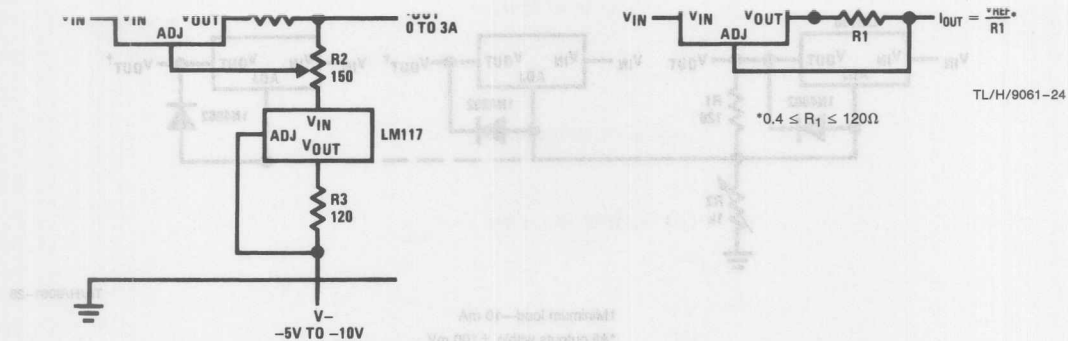 VIN
VIN
VOUT
ADJ
IOUT
0 TO 3A
R2
150
VIN
ADJ
VOUT
LM117
R3
120
V–
–5V TO –10V
VIN
VIN
VOUT
ADJ
R1
IOUT = VREF*
R1
TL/H/9061–24
*0.4 ≤ R1 ≤ 120Ω